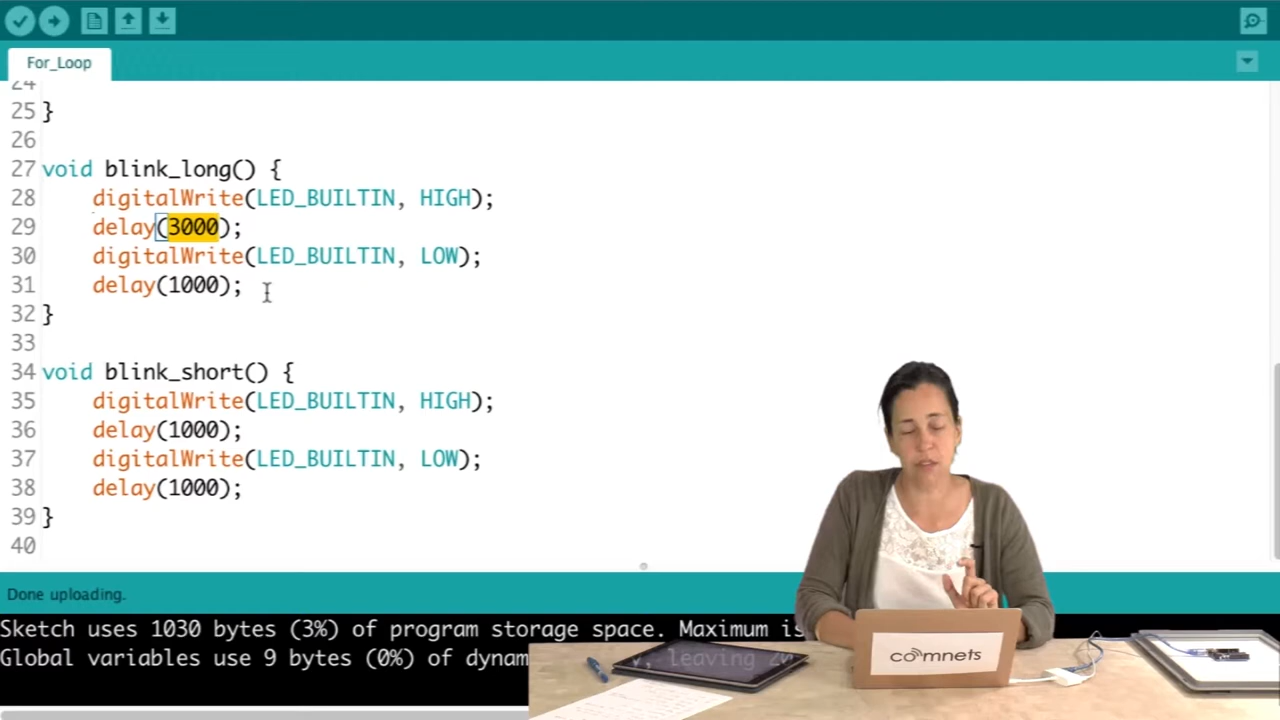 For_Loop
24
25 }
26
27 void blink_long() {
28 digitalWrite(LED_BUILTIN, HIGH);
29 delay(3000);
30 digitalWrite(LED_BUILTIN, LOW);
31 delay(1000);
32 }
33
34 void blink_short() {
35 digitalWrite(LED_BUILTIN, HIGH);
36 delay(1000);
37 digitalWrite(LED_BUILTIN, LOW);
38 delay(1000);
39 }
40
Done uploading.
Sketch uses 1030 bytes (3%) of program storage space. Maximum is
Global variables use 9 bytes (0%) of dynam
leaving
comnets